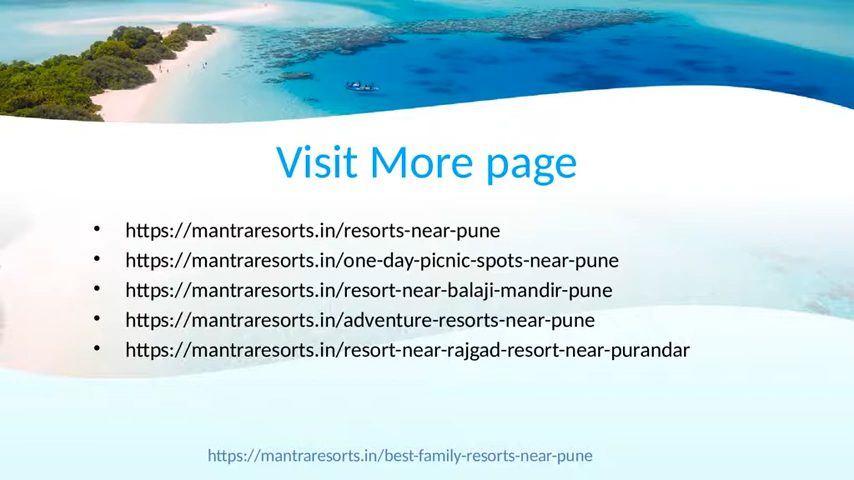 Visit More page
• https://mantraresorts.in/resorts-near-pune
• https://mantraresorts.in/one-day-picnic-spots-near-pune
• https://mantraresorts.in/resort-near-balaji-mandir-pune
• https://mantraresorts.in/adventure-resorts-near-pune
• https://mantraresorts.in/resort-near-rajgad-resort-near-purandar
https://mantraresorts.in/best-family-resorts-near-pune